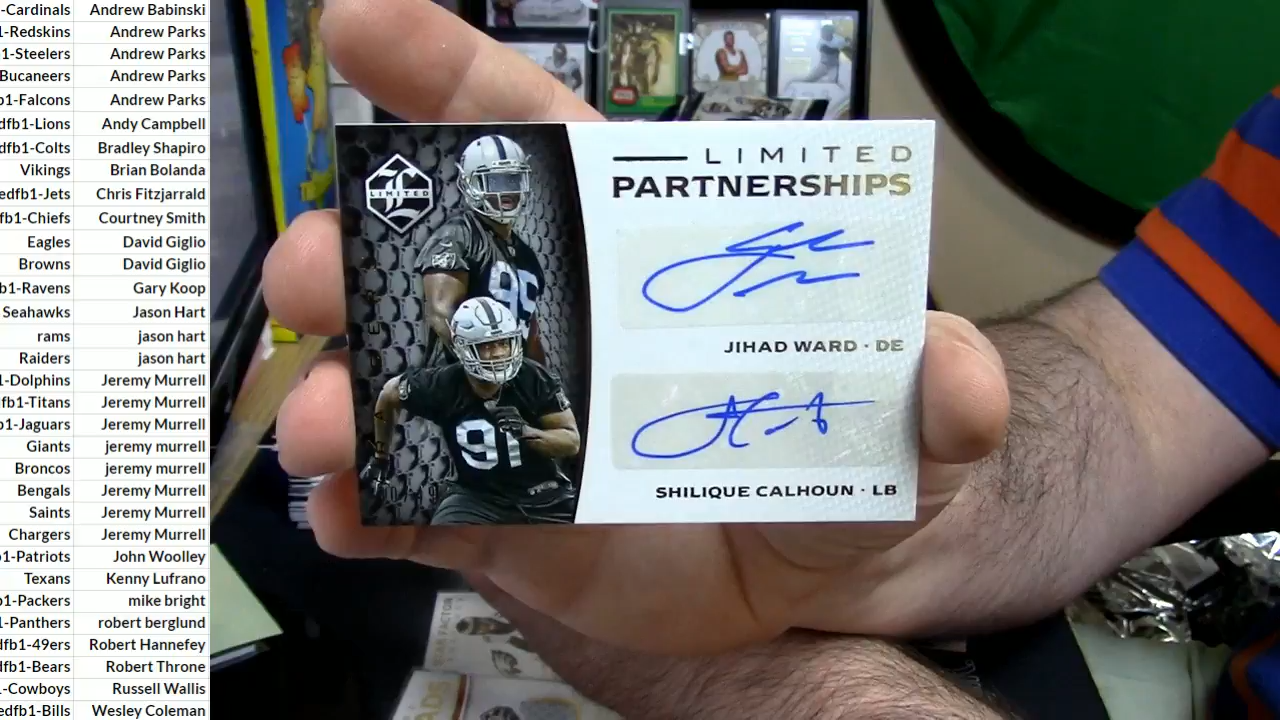 -Cardinals Andrew Babinski
1-Redskins Andrew Parks
-Steelers Andrew Parks
Bucaneers Andrew Parks
b1-Falcons Andrew Parks
dfb1-Lions Andy Campbell
dfb1-Colts Bradley Shapiro
Vikings Brian Bolanda
edfb1-Jets Chris Fitzjarrald
fb1-Chiefs Courtney Smith
Eagles David Giglio
Browns David Giglio
b1-Ravens Gary Koop
Seahawks Jason Hart
rams jason hart
Raiders jason hart
1-Dolphins Jeremy Murrell
fb1-Titans Jeremy Murrell
b1-Jaguars Jeremy Murrell
Giants jeremy murrell
Broncos jeremy murrell
Bengals Jeremy Murrell
Saints Jeremy Murrell
Chargers Jeremy Murrell
b1-Patriots John Woolley
Texans Kenny Lufrano
b1-Packers mike bright
1-Panthers robert berglund
dfb1-49ers Robert Hannefey
fb1-Bears Robert Throne
1-Cowboys Russell Wallis
edfb1-Bills Wesley Coleman
LIMITED
PARTNERSHIPS
LIMITED
95
JIHAD WARD · DE
91
SHILIQUE CALHOUN · LB